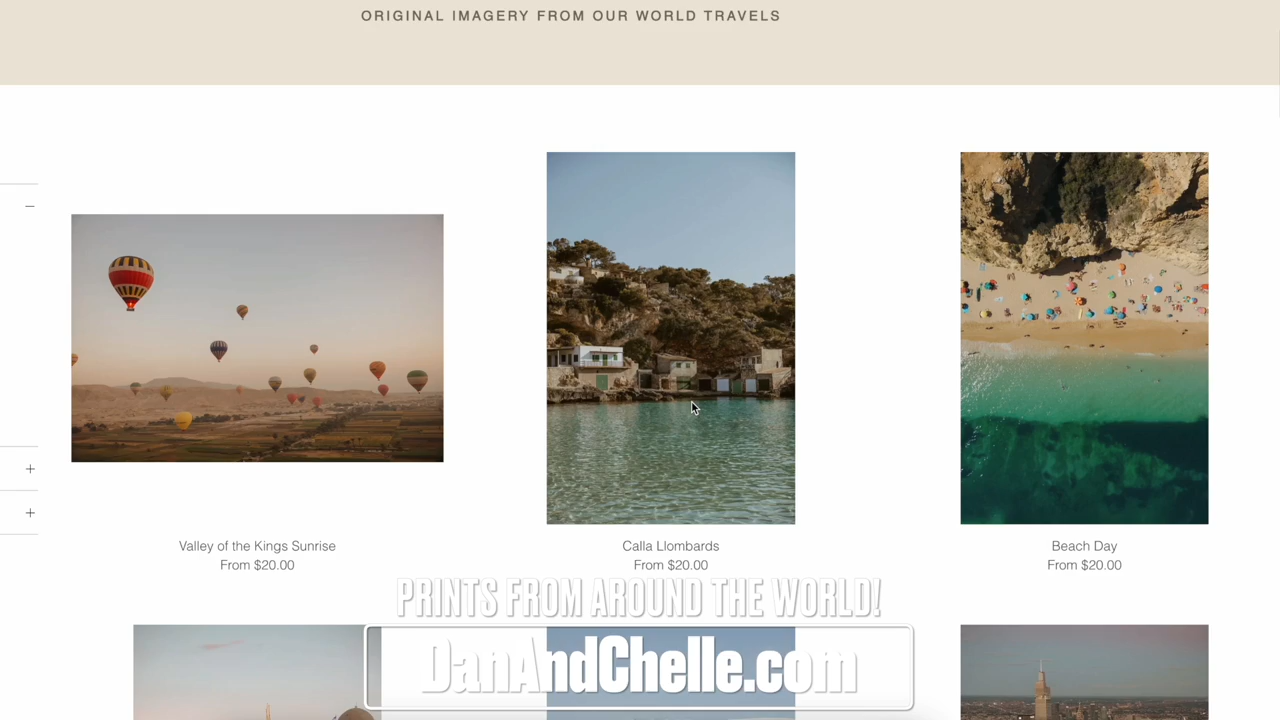 ORIGINAL IMAGERY FROM OUR WORLD TRAVELS
Valley of the Kings Sunrise
From $20.00
Calla Llombards
From $20.00
Beach Day
From $20.00
PRINTS FROM AROUND THE WORLD!
DanAndChelle.com